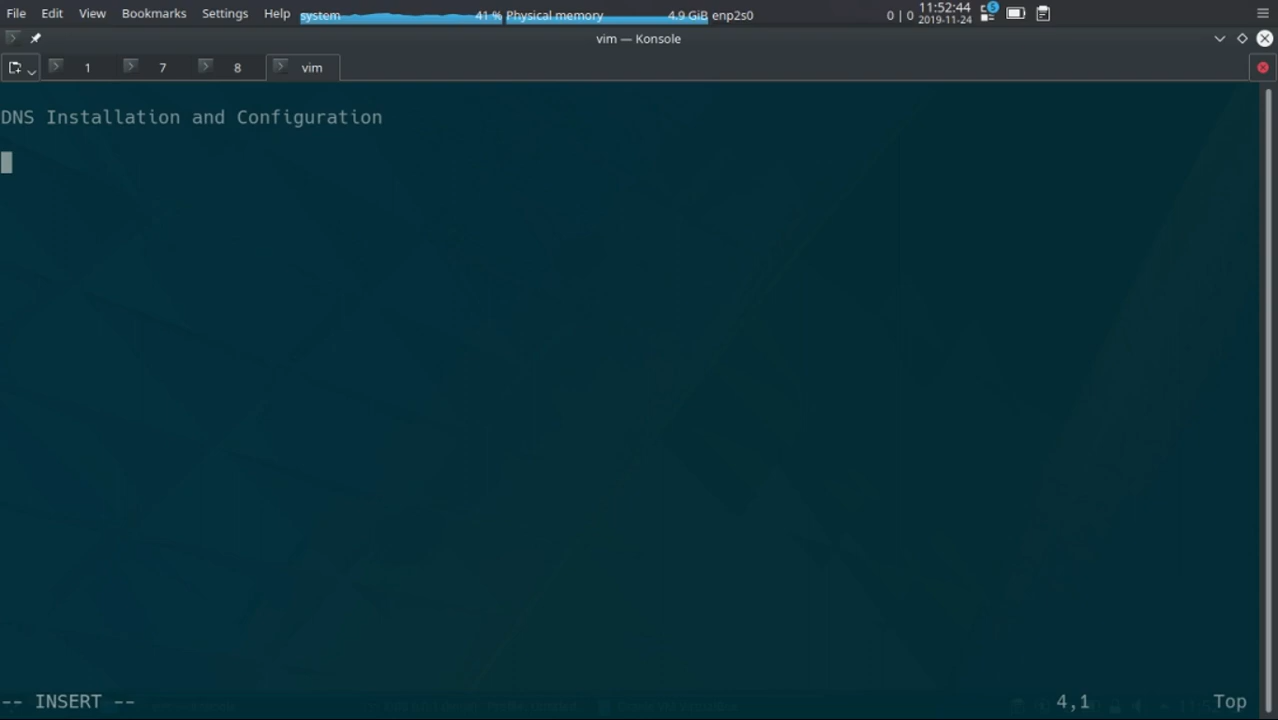 File Edit View Bookmarks Settings Help system 41 % Physical memory 4.9 GiB enp2s0 0 | 0 11:52:44 2019-11-24 5
vim — Konsole
1 7 8 vim
DNS Installation and Configuration
-- INSERT -- 4,1 Top